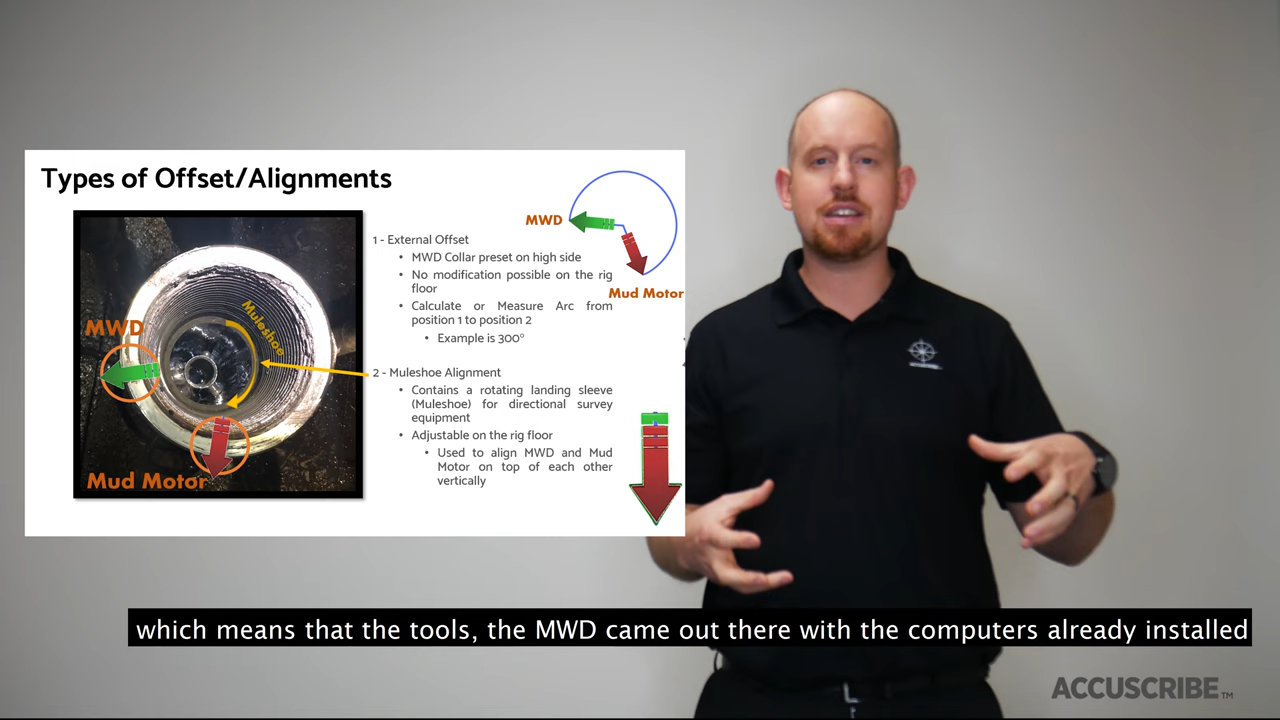 Types of Offset/Alignments
MWD
Mud Motor
1 - External Offset
• MWD Collar preset on high side
• No modification possible on the rig
floor
• Calculate or Measure Arc from
position 1 to position 2
• Example is 300°
2 - Muleshoe Alignment
• Contains a rotating landing sleeve
(Muleshoe) for directional survey
equipment
• Adjustable on the rig floor
• Used to align MWD and Mud
Motor on top of each other
vertically
MWD
Muleshoe
Mud Motor
which means that the tools, the MWD came out there with the computers already installed
ACCUSCRIBE™